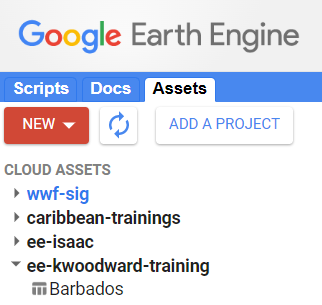 Google Earth Engine
Scripts Docs Assets
NEW ADD A PROJECT
CLOUD ASSETS
wwf-sig
caribbean-trainings
ee-isaac
ee-kwoodward-training
Barbados